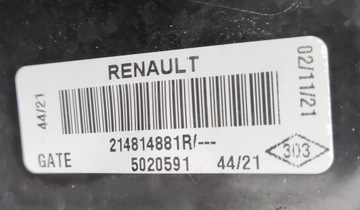 RENAULT
44/21
02/11/21
214814881R/---
GATE
5020591
44/21
303